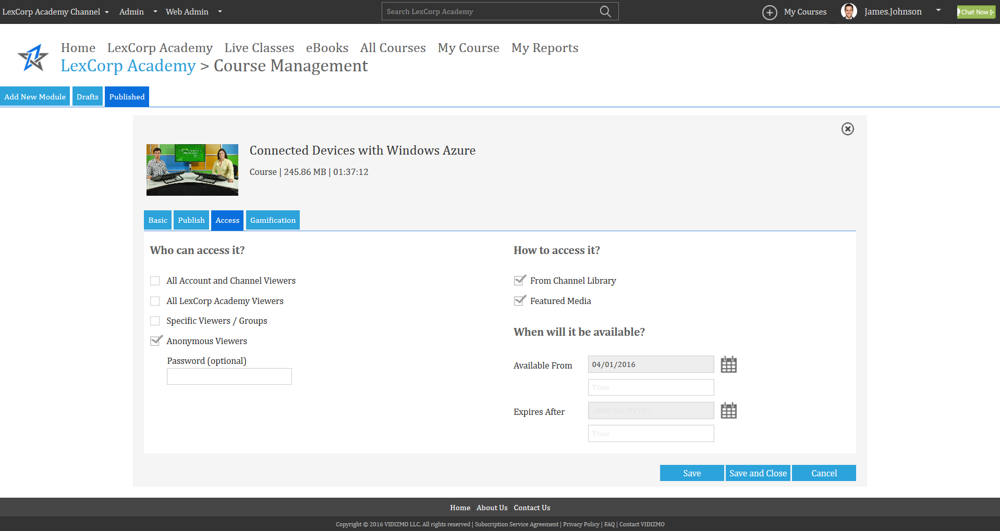 LexCorp Academy Channel Admin Web Admin Search LexCorp Academy My Courses James.Johnson Chat Now
Home LexCorp Academy Live Classes eBooks All Courses My Course My Reports
LexCorp Academy > Course Management
Add New Module Drafts Published
Connected Devices with Windows Azure
Course | 245.86 MB | 01:37:12
Basic Publish Access Gamification
Who can access it?
All Account and Channel Viewers
All LexCorp Academy Viewers
Specific Viewers / Groups
Anonymous Viewers
Password (optional)
How to access it?
From Channel Library
Featured Media
When will it be available?
Available From 04/01/2016
Time
Expires After <MM/DD/YYYY>
Time
Save Save and Close Cancel
Home About Us Contact Us
Copyright © 2016 VIDIZMO LLC. All rights reserved | Subscription Service Agreement | Privacy Policy | FAQ | Contact VIDIZMO